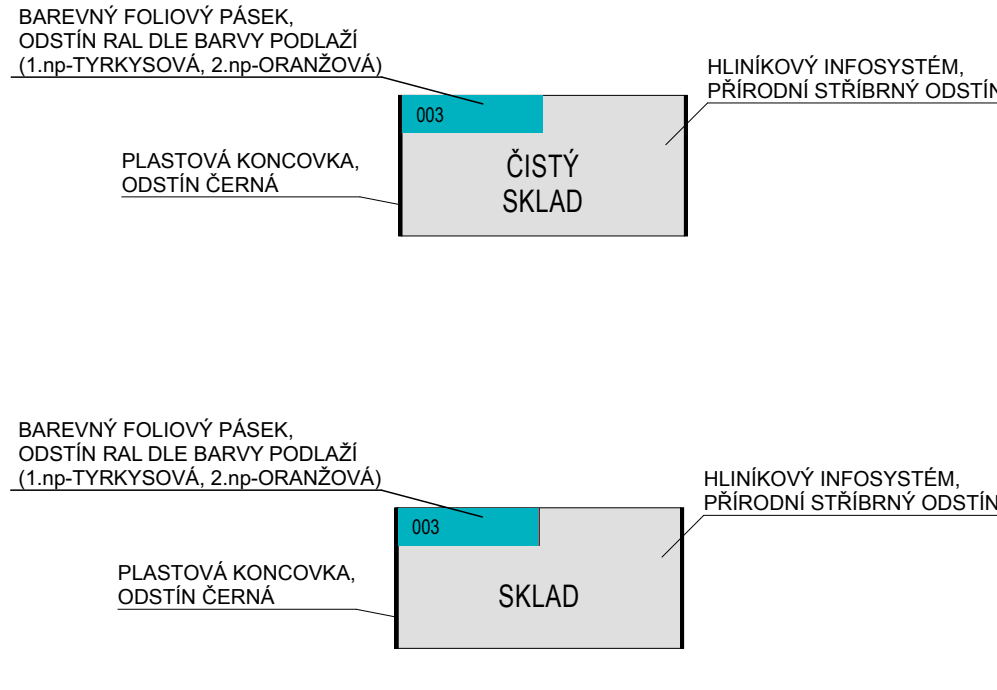 BAREVNÝ FOLIOVÝ PÁSEK,
ODSTÍN RAL DLE BARVY PODLAŽÍ
(1.np-TYRKYSOVÁ, 2.np-ORANŽOVÁ)
HLINÍKOVÝ INFOSYSTÉM,
PŘÍRODNÍ STŘÍBRNÝ ODSTÍN
003
PLASTOVÁ KONCOVKA,
ODSTÍN ČERNÁ
ČISTÝ
SKLAD
BAREVNÝ FOLIOVÝ PÁSEK,
ODSTÍN RAL DLE BARVY PODLAŽÍ
(1.np-TYRKYSOVÁ, 2.np-ORANŽOVÁ)
HLINÍKOVÝ INFOSYSTÉM,
PŘÍRODNÍ STŘÍBRNÝ ODSTÍN
003
PLASTOVÁ KONCOVKA,
ODSTÍN ČERNÁ
SKLAD